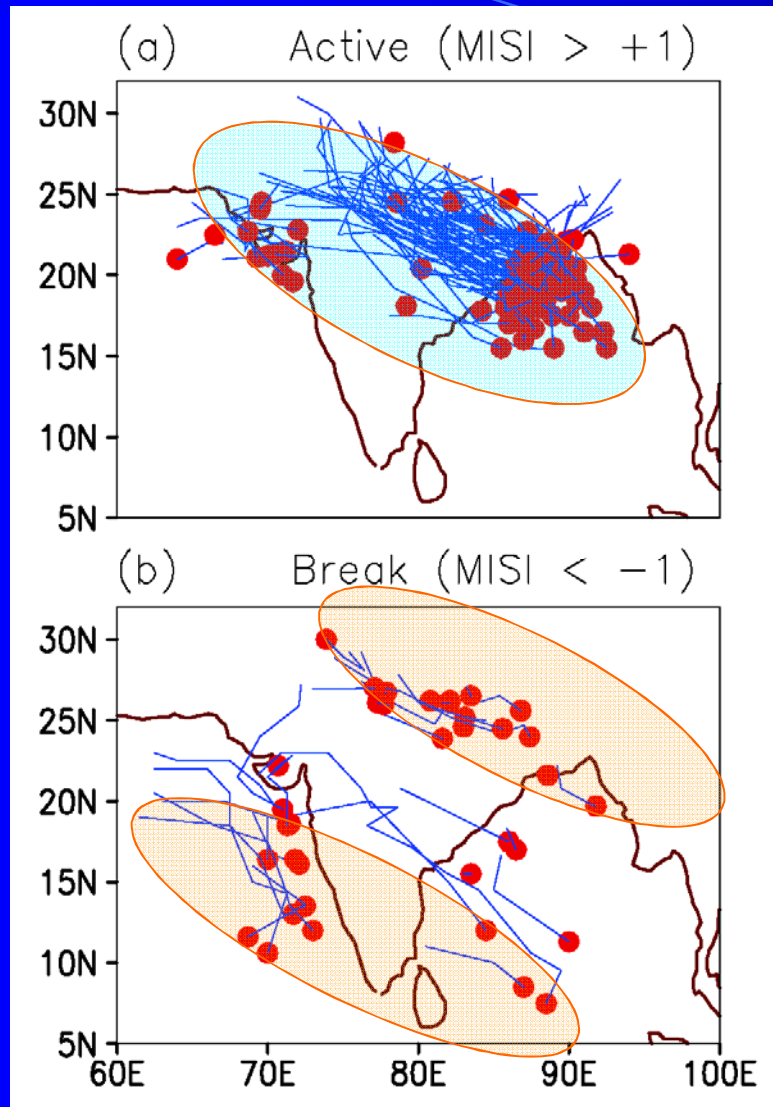 (a) Active (MISI > +1)
30N
25N
20N
15N
10N
5N
(b) Break (MISI < −1)
30N
25N
20N
15N
10N
5N
60E 70E 80E 90E 100E